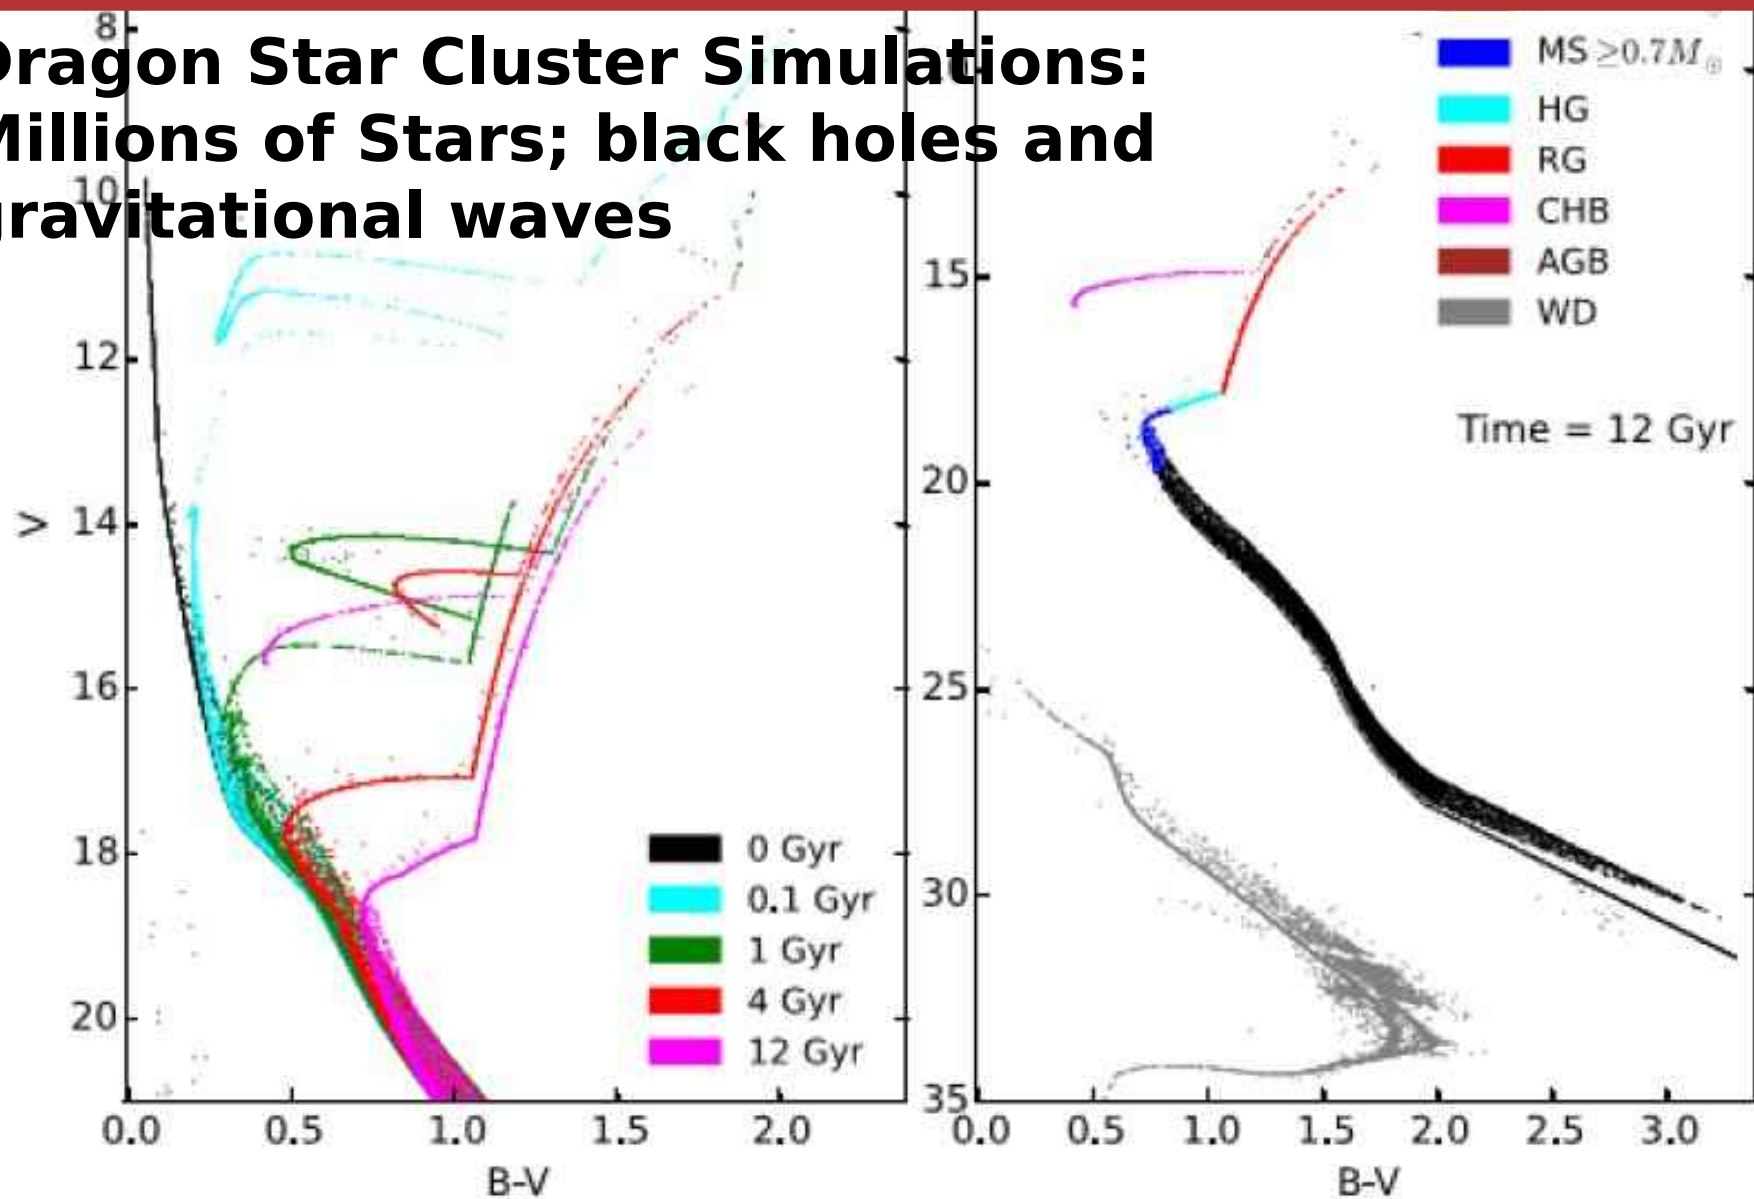 Dragon Star Cluster Simulations:
Millions of Stars; black holes and
gravitational waves
8
10
12
14
16
18
20
V
0.0 0.5 1.0 1.5 2.0
B-V
0 Gyr
0.1 Gyr
1 Gyr
4 Gyr
12 Gyr
MS ≥0.7M⊙
HG
RG
CHB
AGB
WD
Time = 12 Gyr
15
20
25
30
35
0.0 0.5 1.0 1.5 2.0 2.5 3.0
B-V